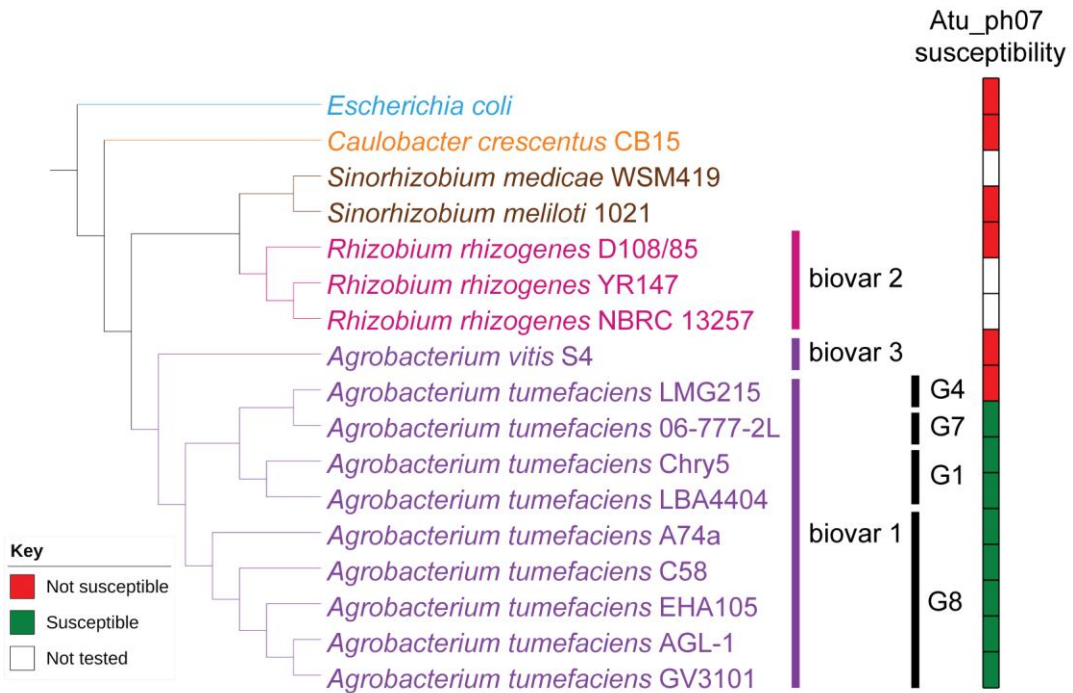 Atu_ph07
susceptibility
Escherichia coli
Caulobacter crescentus CB15
Sinorhizobium medicae WSM419
Sinorhizobium meliloti 1021
Rhizobium rhizogenes D108/85
Rhizobium rhizogenes YR147
Rhizobium rhizogenes NBRC 13257
biovar 2
Agrobacterium vitis S4
biovar 3
Agrobacterium tumefaciens LMG215
G4
Agrobacterium tumefaciens 06-777-2L
G7
Agrobacterium tumefaciens Chry5
Agrobacterium tumefaciens LBA4404
G1
Agrobacterium tumefaciens A74a
Agrobacterium tumefaciens C58
Agrobacterium tumefaciens EHA105
Agrobacterium tumefaciens AGL-1
Agrobacterium tumefaciens GV3101
biovar 1
G8
Key
Not susceptible
Susceptible
Not tested